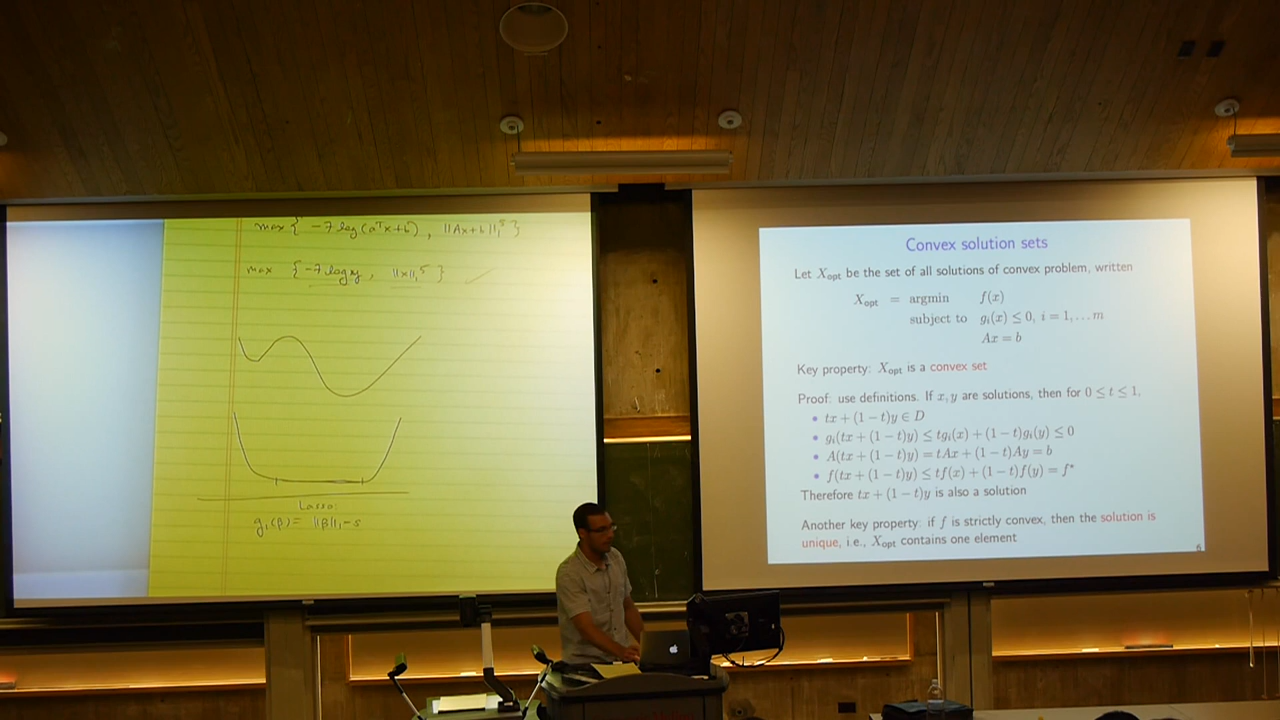 max { -7 log(aᵀx+b) , ||Ax+b||₁⁵ }
max { -7 log x , ||x||₁⁵ }
Lasso:
g₁(β) = ||β||₁ - s
Convex solution sets
Let X_opt be the set of all solutions of convex problem, written
X_opt = argmin f(x)
subject to gᵢ(x) ≤ 0, i = 1, … m
Ax = b
Key property: X_opt is a convex set
Proof: use definitions. If x, y are solutions, then for 0 ≤ t ≤ 1,
• tx + (1 − t)y ∈ D
• gᵢ(tx + (1 − t)y) ≤ tgᵢ(x) + (1 − t)gᵢ(y) ≤ 0
• A(tx + (1 − t)y) = tAx + (1 − t)Ay = b
• f(tx + (1 − t)y) ≤ tf(x) + (1 − t)f(y) = f*
Therefore tx + (1 − t)y is also a solution
Another key property: if f is strictly convex, then the solution is
unique, i.e., X_opt contains one element
6